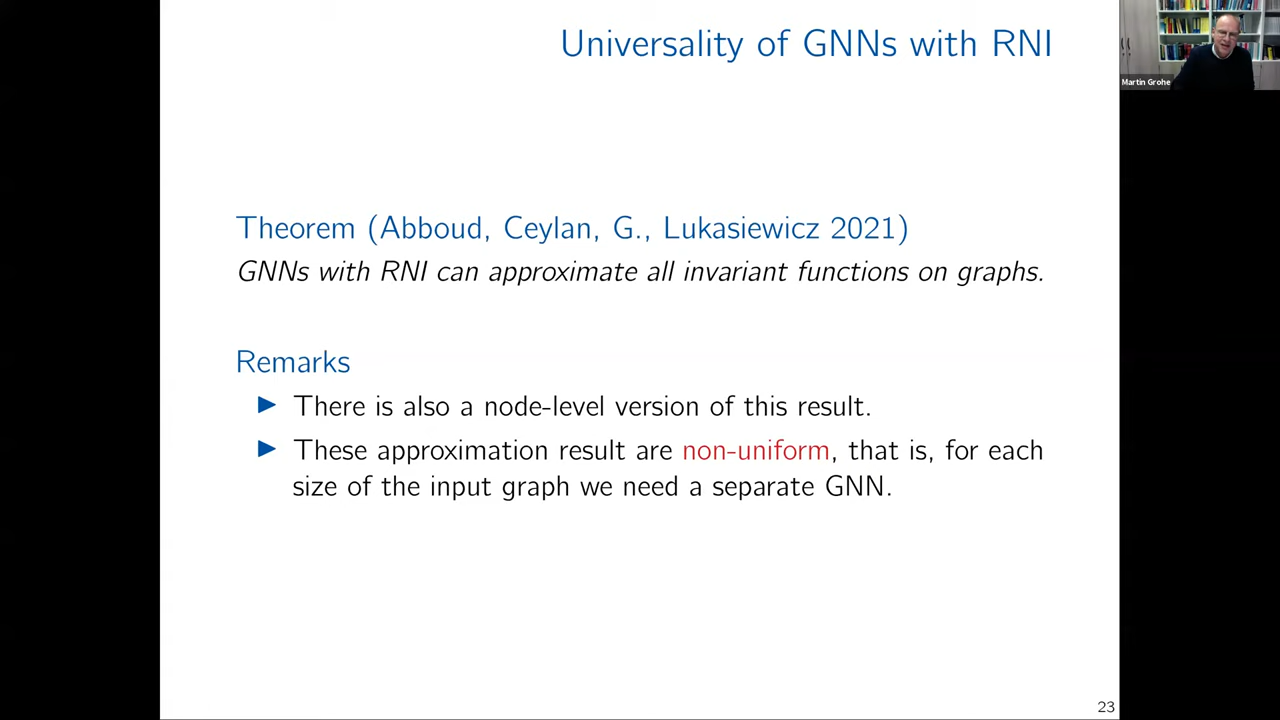 Universality of GNNs with RNI
Martin Grohe
Theorem (Abboud, Ceylan, G., Lukasiewicz 2021)
GNNs with RNI can approximate all invariant functions on graphs.
Remarks
▶ There is also a node-level version of this result.
▶ These approximation result are non-uniform, that is, for each
size of the input graph we need a separate GNN.
23